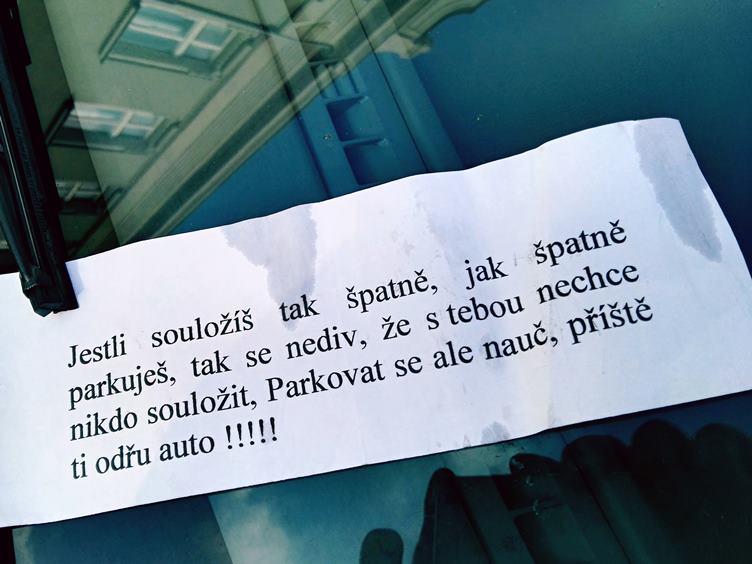 Jestli souložíš tak špatně, jak špatně
parkuješ, tak se nediv, že s tebou nechce
nikdo souložit, Parkovat se ale nauč, příště
ti odřu auto !!!!!